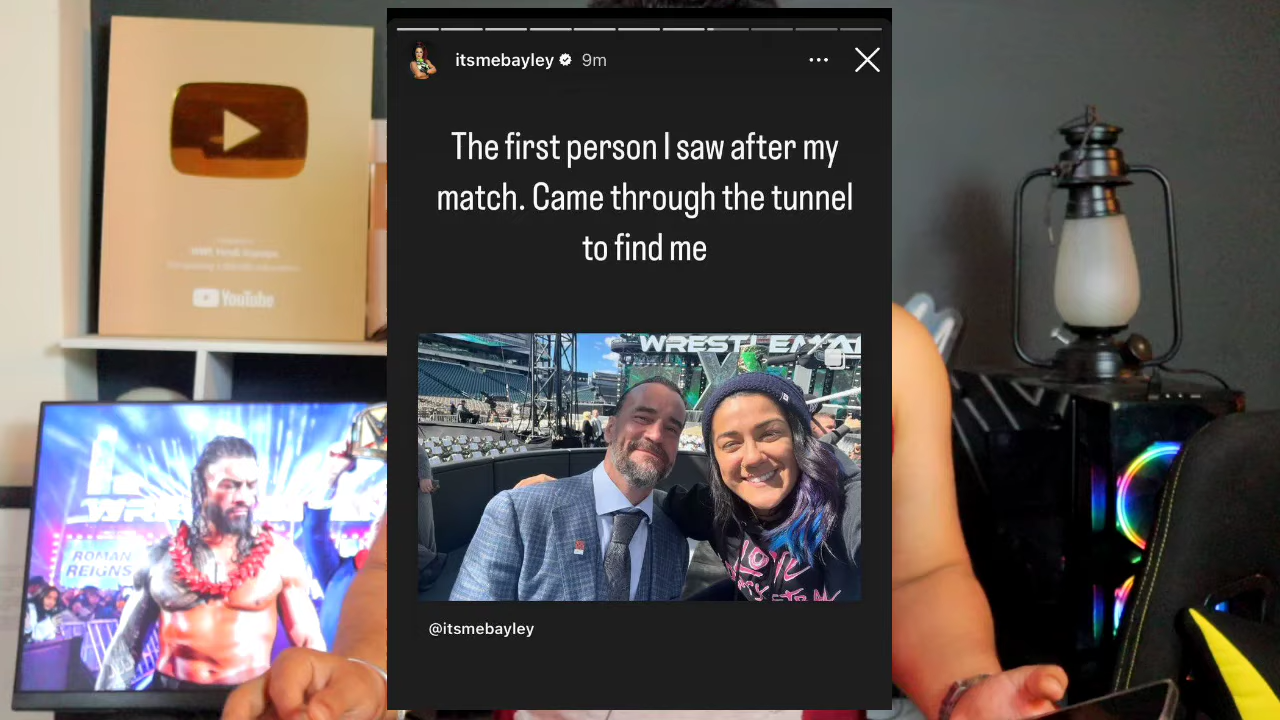 itsmebayley 9m
The first person I saw after my
match. Came through the tunnel
to find me
WRESTLEMA
@itsmebayley
YouTube
ROMAN
REIGNS